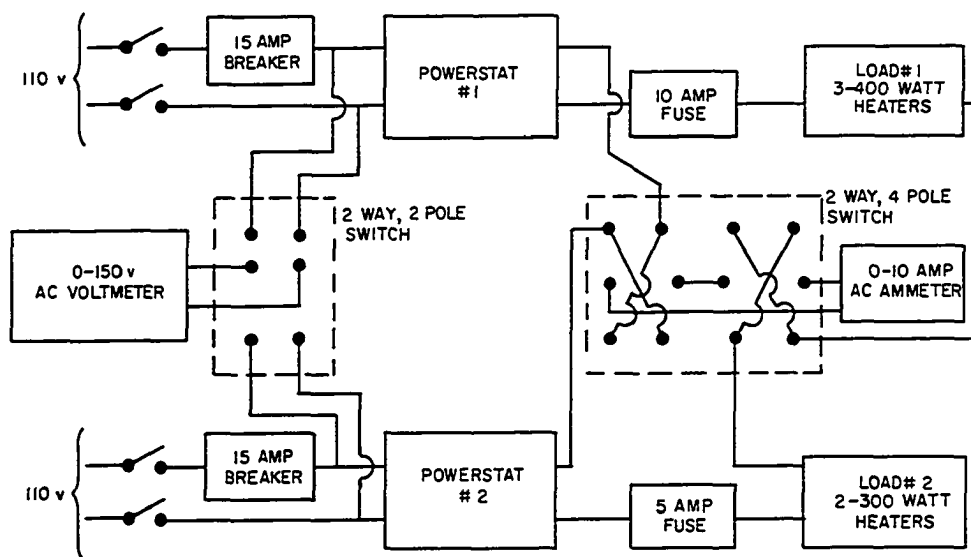 110 v
15 AMP
BREAKER
POWERSTAT
#1
10 AMP
FUSE
LOAD#1
3-400 WATT
HEATERS
2 WAY, 2 POLE
SWITCH
2 WAY, 4 POLE
SWITCH
0-150 v
AC VOLTMETER
0-10 AMP
AC AMMETER
110 v
15 AMP
BREAKER
POWERSTAT
#2
5 AMP
FUSE
LOAD# 2
2-300 WATT
HEATERS